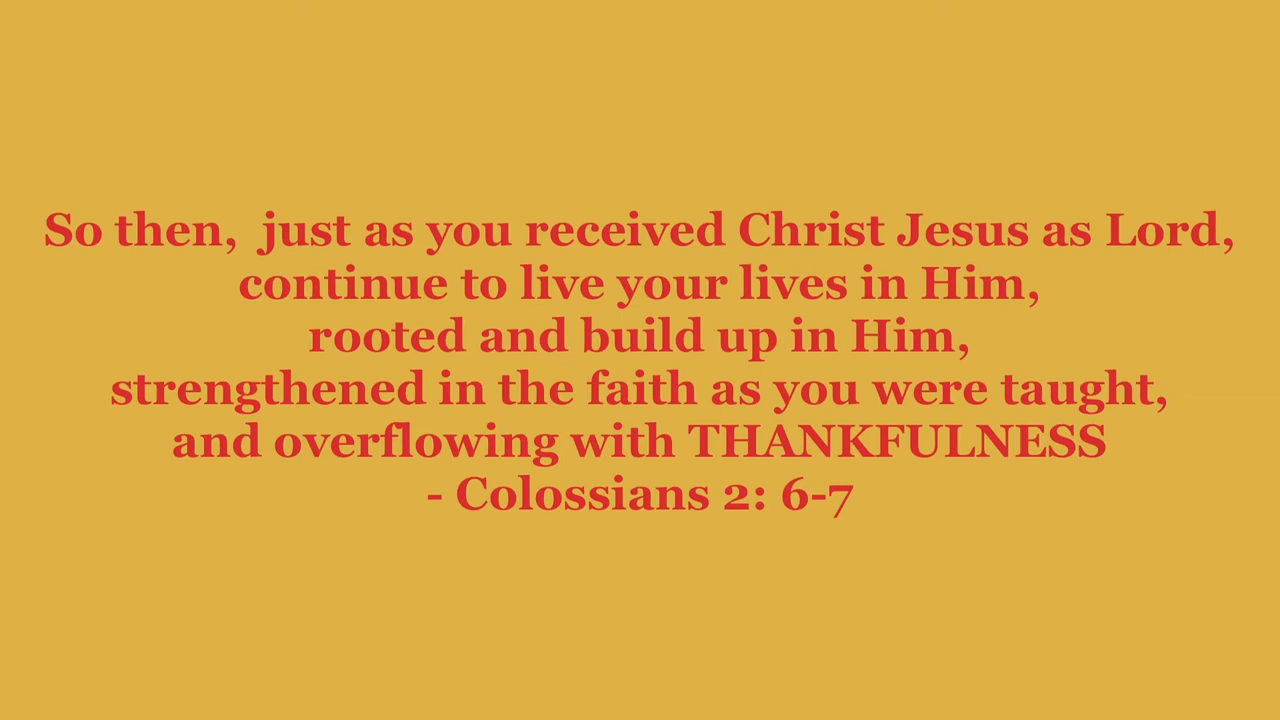 So then,  just as you received Christ Jesus as Lord,
continue to live your lives in Him,
rooted and build up in Him,
strengthened in the faith as you were taught,
and overflowing with THANKFULNESS
- Colossians 2: 6-7